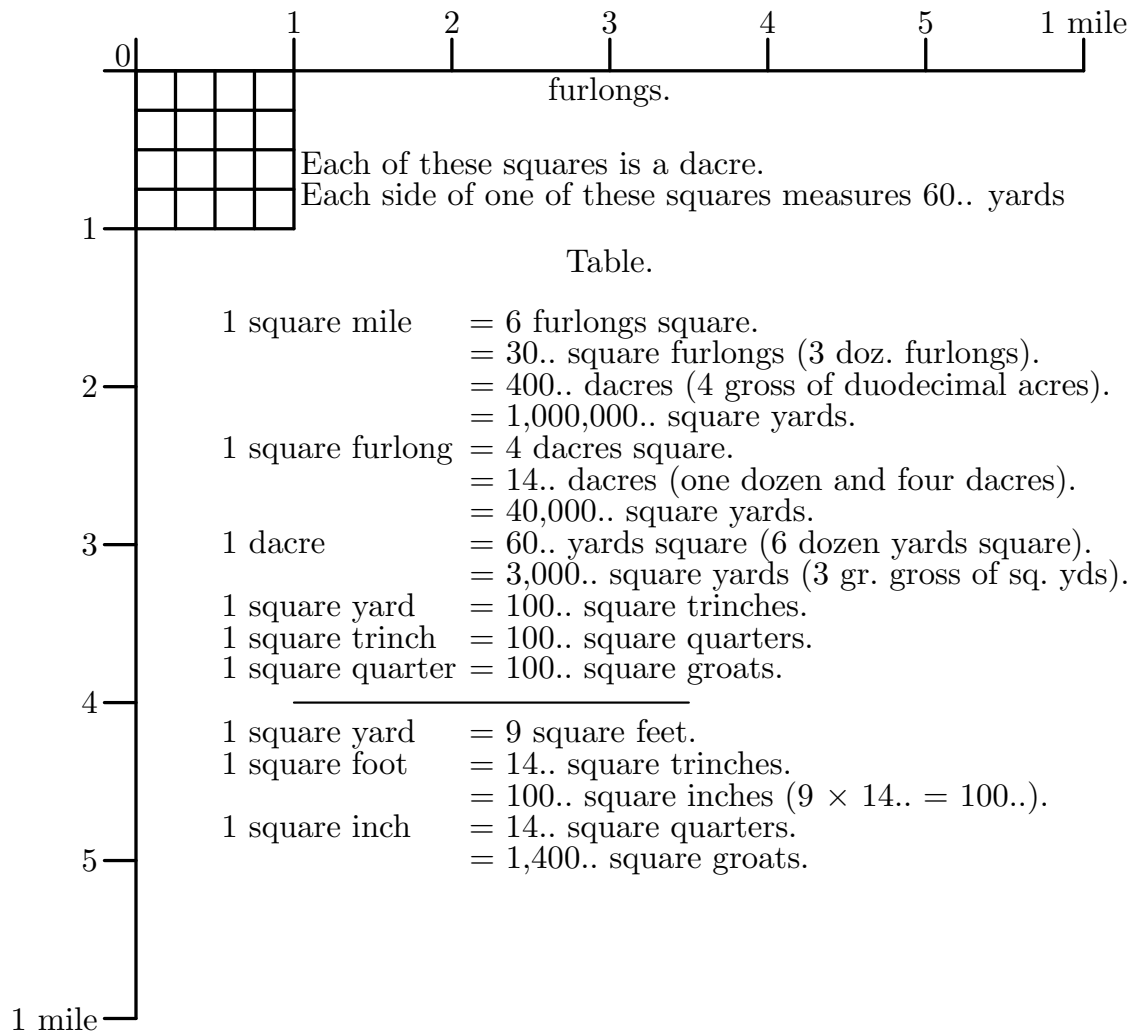 0 1 2 3 4 5 1 mile
furlongs.
Each of these squares is a dacre.
Each side of one of these squares measures 60.. yards
1
Table.
1 square mile = 6 furlongs square.
= 30.. square furlongs (3 doz. furlongs).
2 = 400.. dacres (4 gross of duodecimal acres).
= 1,000,000.. square yards.
1 square furlong = 4 dacres square.
= 14.. dacres (one dozen and four dacres).
= 40,000.. square yards.
3 1 dacre = 60.. yards square (6 dozen yards square).
= 3,000.. square yards (3 gr. gross of sq. yds).
1 square yard = 100.. square trinches.
1 square trinch = 100.. square quarters.
1 square quarter = 100.. square groats.
4
1 square yard = 9 square feet.
1 square foot = 14.. square trinches.
= 100.. square inches (9 × 14.. = 100..).
1 square inch = 14.. square quarters.
5 = 1,400.. square groats.
1 mile